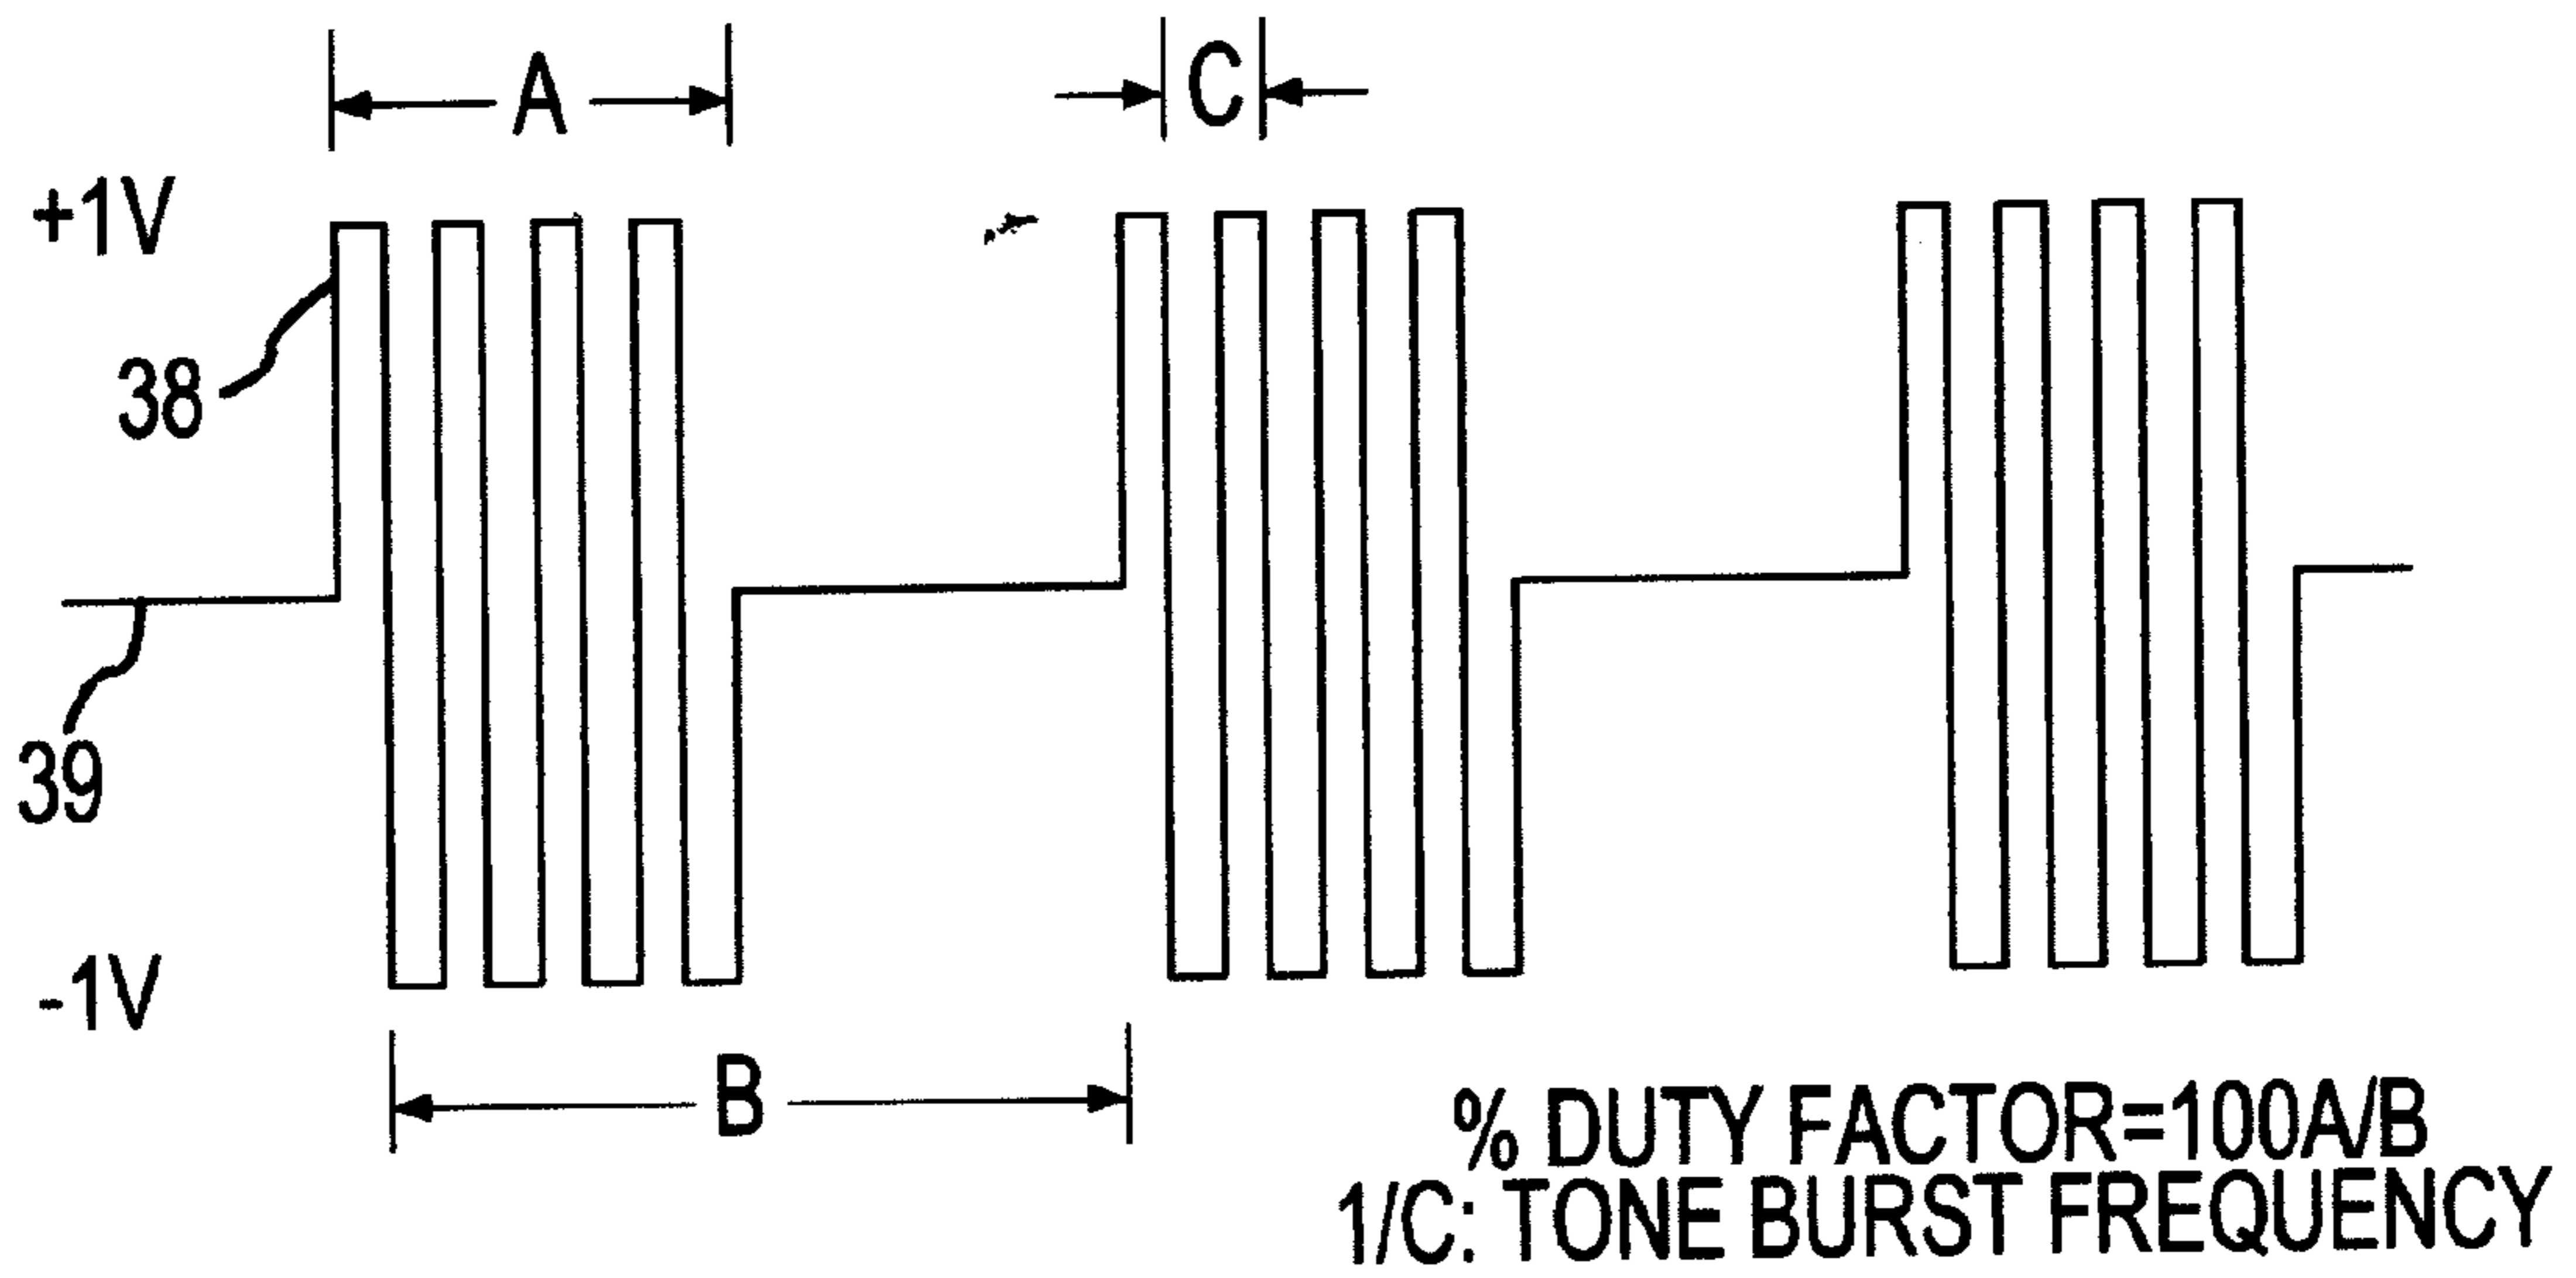 A
C
+1V
38
39
-1V
B
% DUTY FACTOR=100A/B
1/C: TONE BURST FREQUENCY